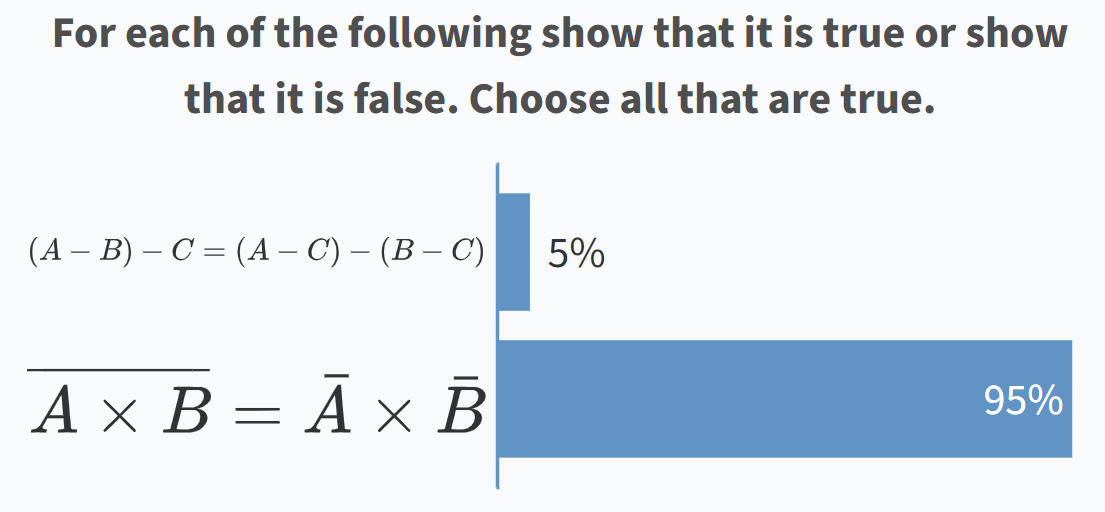 For each of the following show that it is true or show
that it is false. Choose all that are true.
(A − B) − C = (A − C) − (B − C)
5%
$\overline{A \times B} = \bar{A} \times \bar{B}$
95%